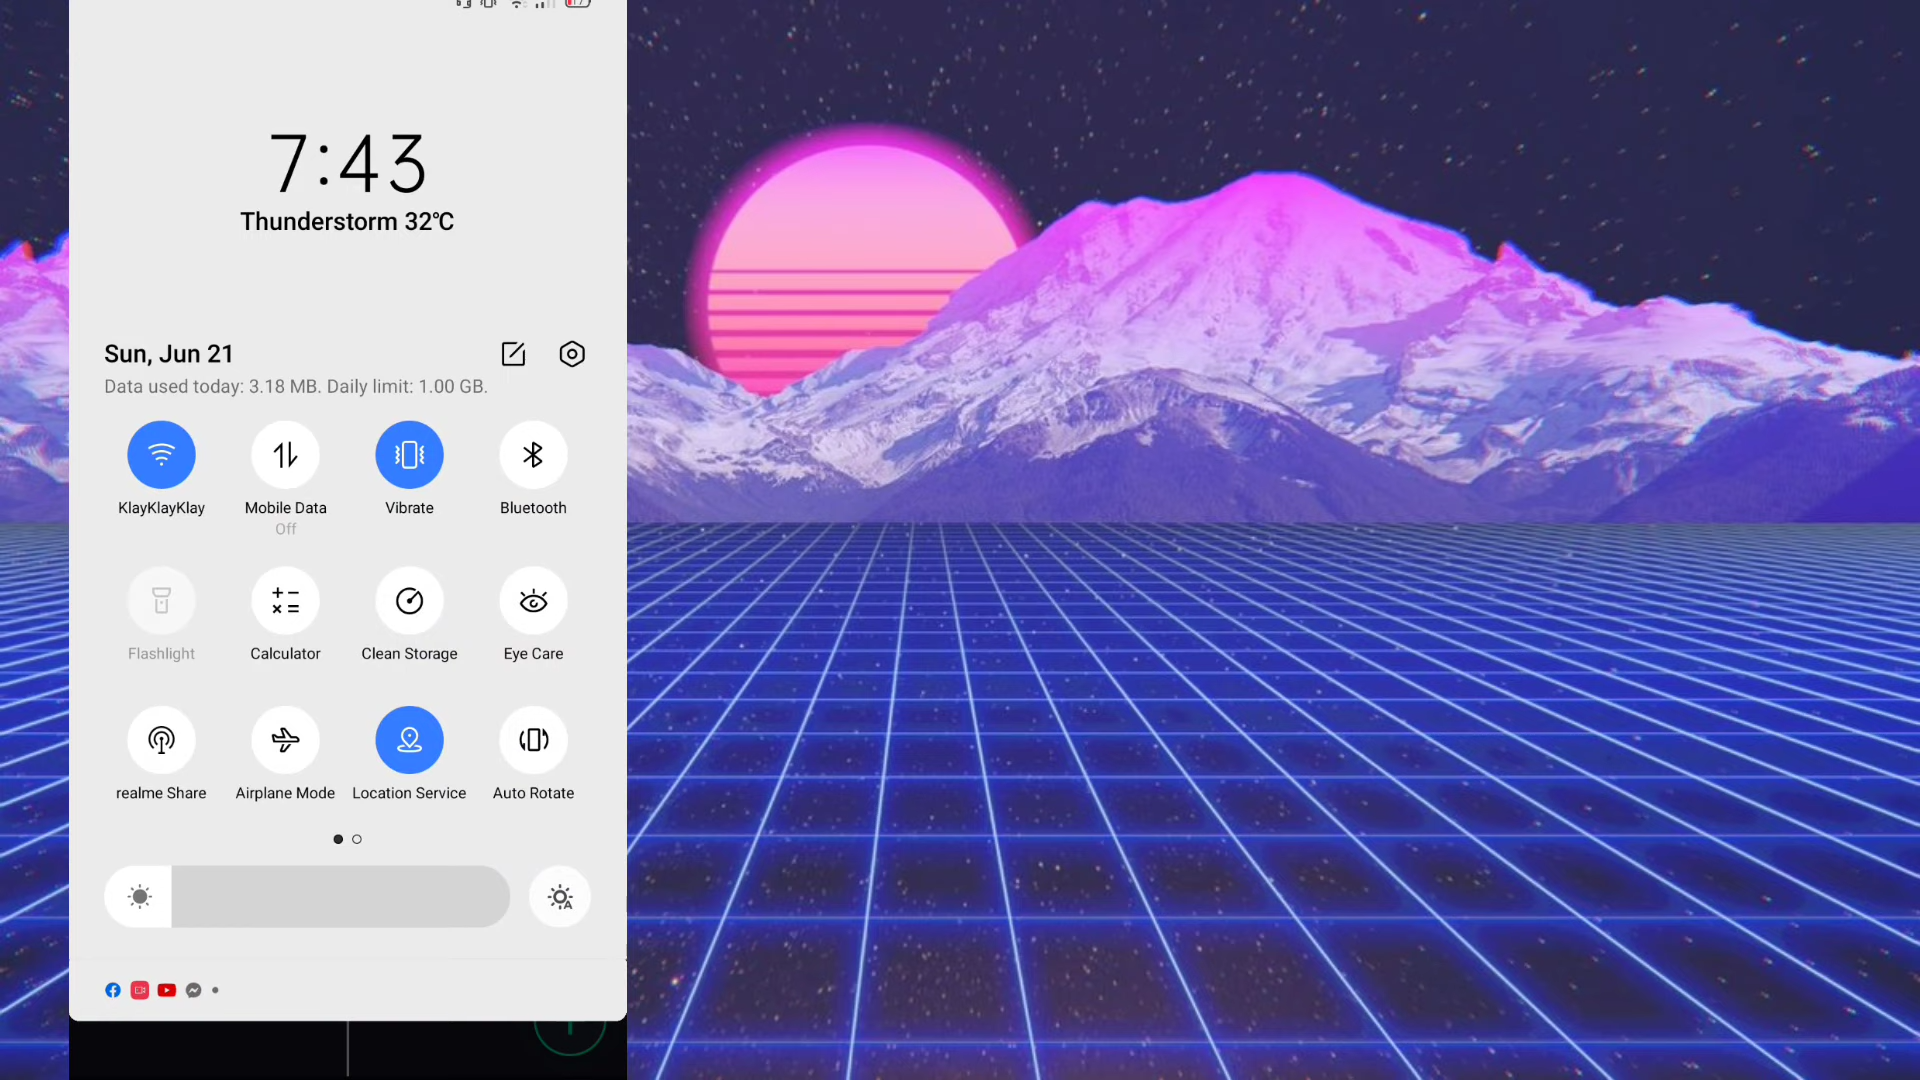 7:43
Thunderstorm 32℃
Sun, Jun 21
Data used today: 3.18 MB. Daily limit: 1.00 GB.
KlayKlayKlay
Mobile Data
Vibrate
Bluetooth
Off
Flashlight
Calculator
Clean Storage
Eye Care
realme Share
Airplane Mode
Location Service
Auto Rotate